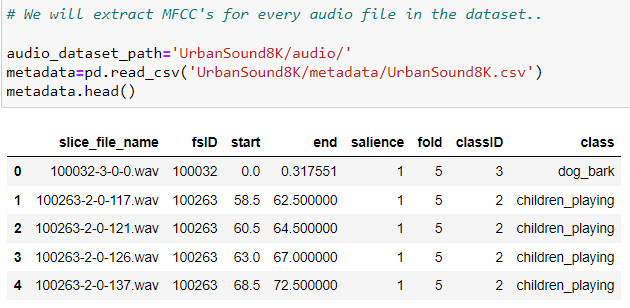 # We will extract MFCC's for every audio file in the dataset..
audio_dataset_path='UrbanSound8K/audio/'
metadata=pd.read_csv('UrbanSound8K/metadata/UrbanSound8K.csv')
metadata.head()
slice_file_name fsID start end salience fold classID class
0 100032-3-0-0.wav 100032 0.0 0.317551 1 5 3 dog_bark
1 100263-2-0-117.wav 100263 58.5 62.500000 1 5 2 children_playing
2 100263-2-0-121.wav 100263 60.5 64.500000 1 5 2 children_playing
3 100263-2-0-126.wav 100263 63.0 67.000000 1 5 2 children_playing
4 100263-2-0-137.wav 100263 68.5 72.500000 1 5 2 children_playing